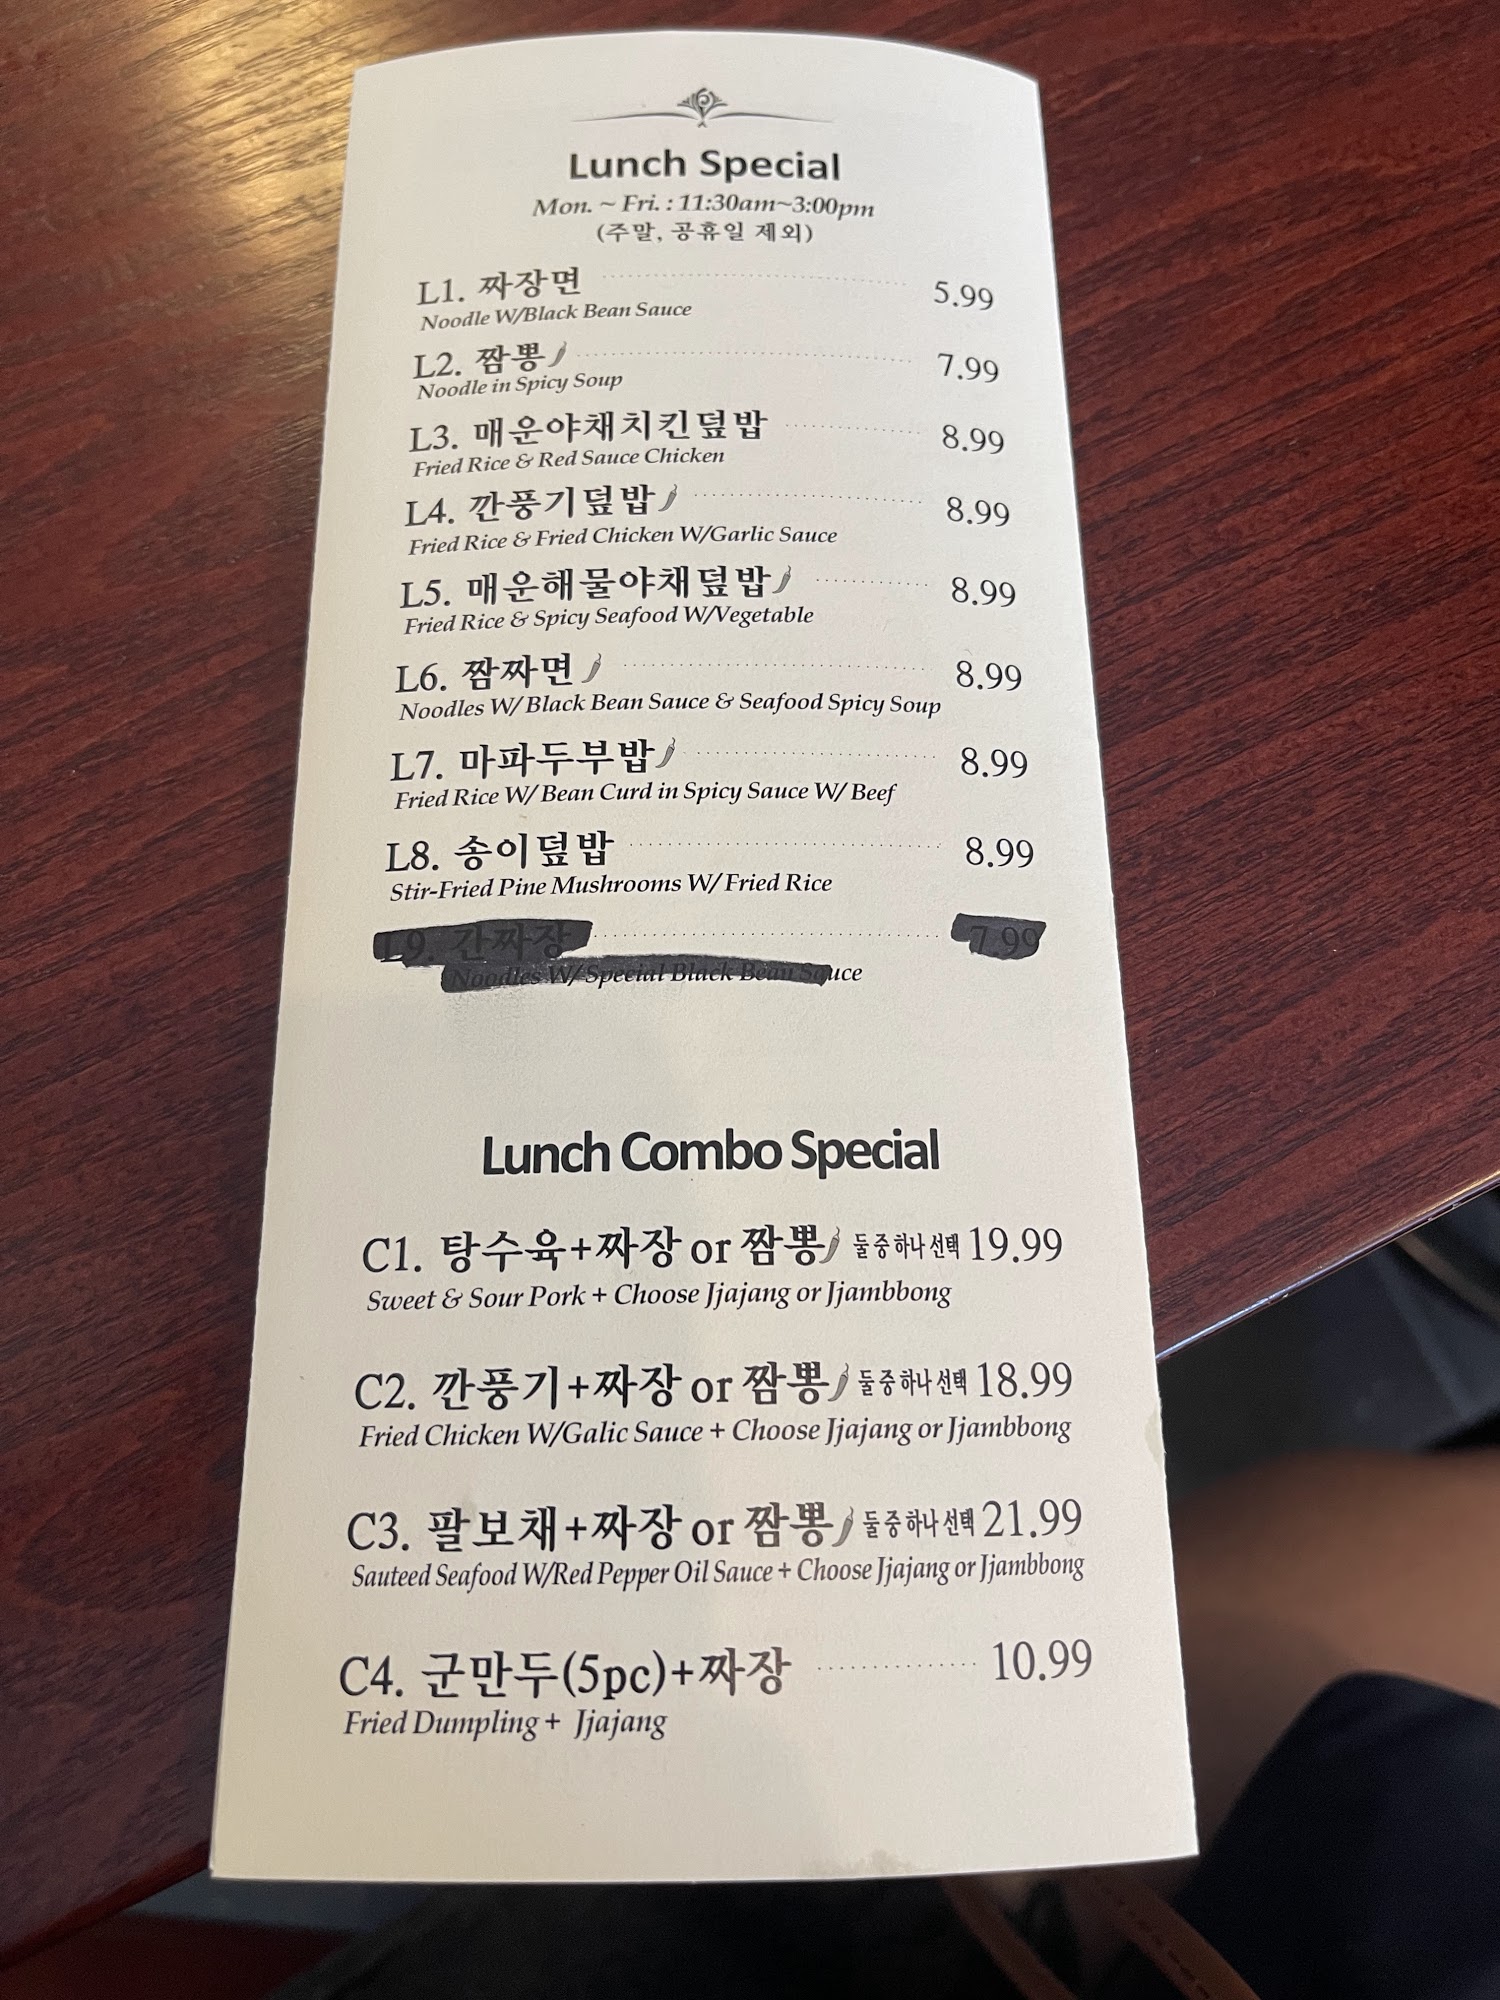 Lunch Special
Mon. ~ Fri. : 11:30am~3:00pm
(주말, 공휴일 제외)
L1. 짜장면 5.99
Noodle W/Black Bean Sauce
L2. 짬뽕 7.99
Noodle in Spicy Soup
L3. 매운야채치킨덮밥 8.99
Fried Rice & Red Sauce Chicken
L4. 깐풍기덮밥 8.99
Fried Rice & Fried Chicken W/Garlic Sauce
L5. 매운해물야채덮밥 8.99
Fried Rice & Spicy Seafood W/Vegetable
L6. 짬짜면 8.99
Noodles W/ Black Bean Sauce & Seafood Spicy Soup
L7. 마파두부밥 8.99
Fried Rice W/ Bean Curd in Spicy Sauce W/ Beef
L8. 송이덮밥 8.99
Stir-Fried Pine Mushrooms W/ Fried Rice
L9. 간짜장 7.99
Noodles W/ Special Black Bean Sauce
Lunch Combo Special
C1. 탕수육+짜장 or 짬뽕 둘 중 하나 선택 19.99
Sweet & Sour Pork + Choose Jjajang or Jjambbong
C2. 깐풍기+짜장 or 짬뽕 둘 중 하나 선택 18.99
Fried Chicken W/Galic Sauce + Choose Jjajang or Jjambbong
C3. 팔보채+짜장 or 짬뽕 둘 중 하나 선택 21.99
Sauteed Seafood W/Red Pepper Oil Sauce + Choose Jjajang or Jjambbong
C4. 군만두(5pc)+짜장 10.99
Fried Dumpling + Jjajang